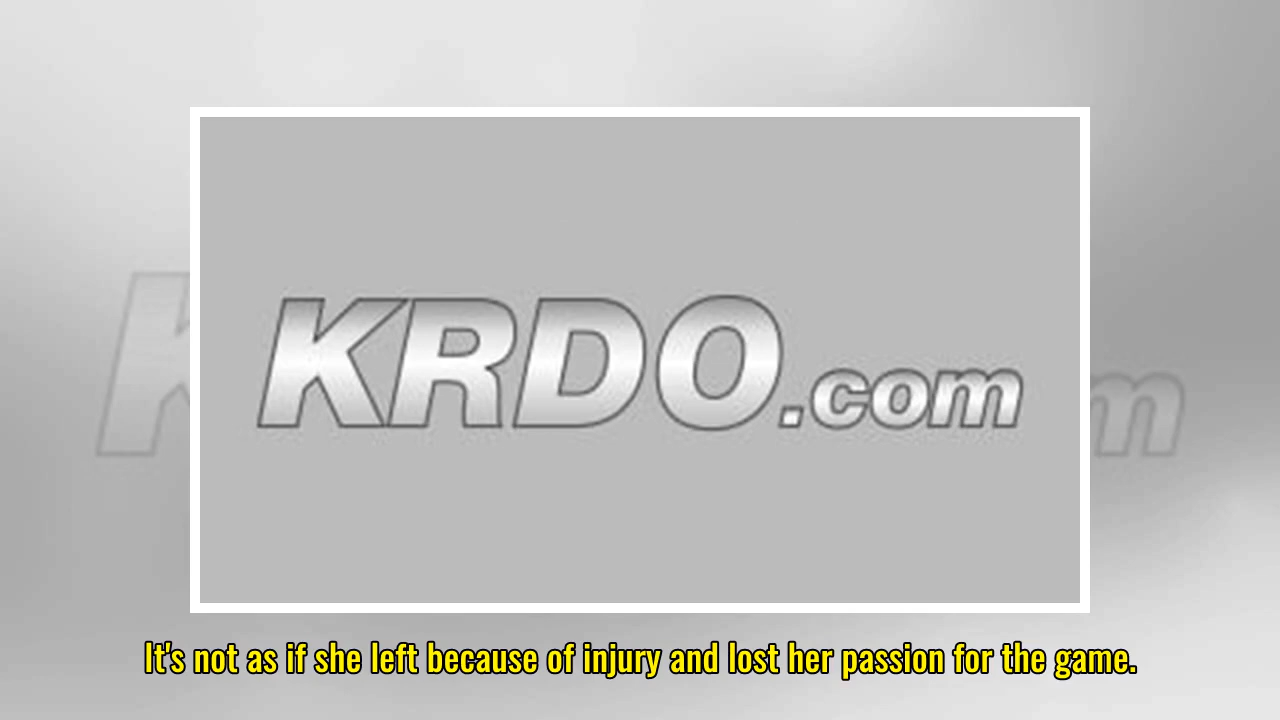 KRDO.com
It's not as if she left because of injury and lost her passion for the game.